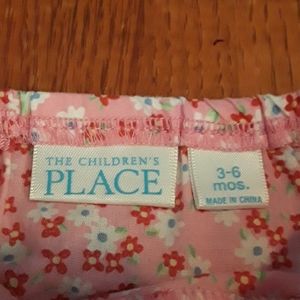 THE CHILDREN'S
PLACE
3-6
mos.
MADE IN CHINA